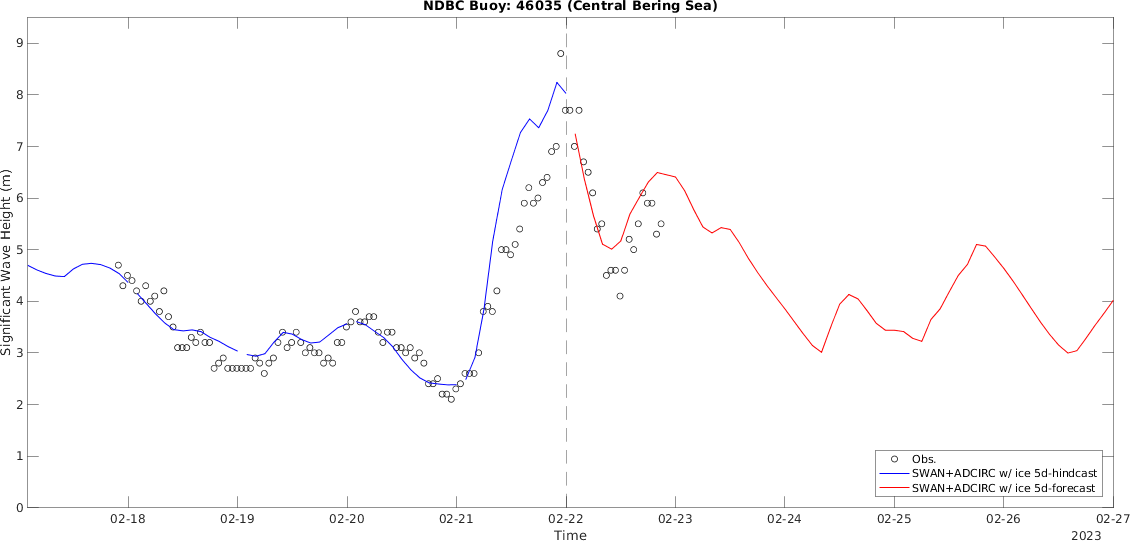 NDBC Buoy: 46035 (Central Bering Sea)
Significant Wave Height (m)
9
8
7
6
5
4
3
2
1
0
Obs.
SWAN+ADCIRC w/ ice 5d-hindcast
SWAN+ADCIRC w/ ice 5d-forecast
02-18 02-19 02-20 02-21 02-22 02-23 02-24 02-25 02-26 02-27
Time
2023